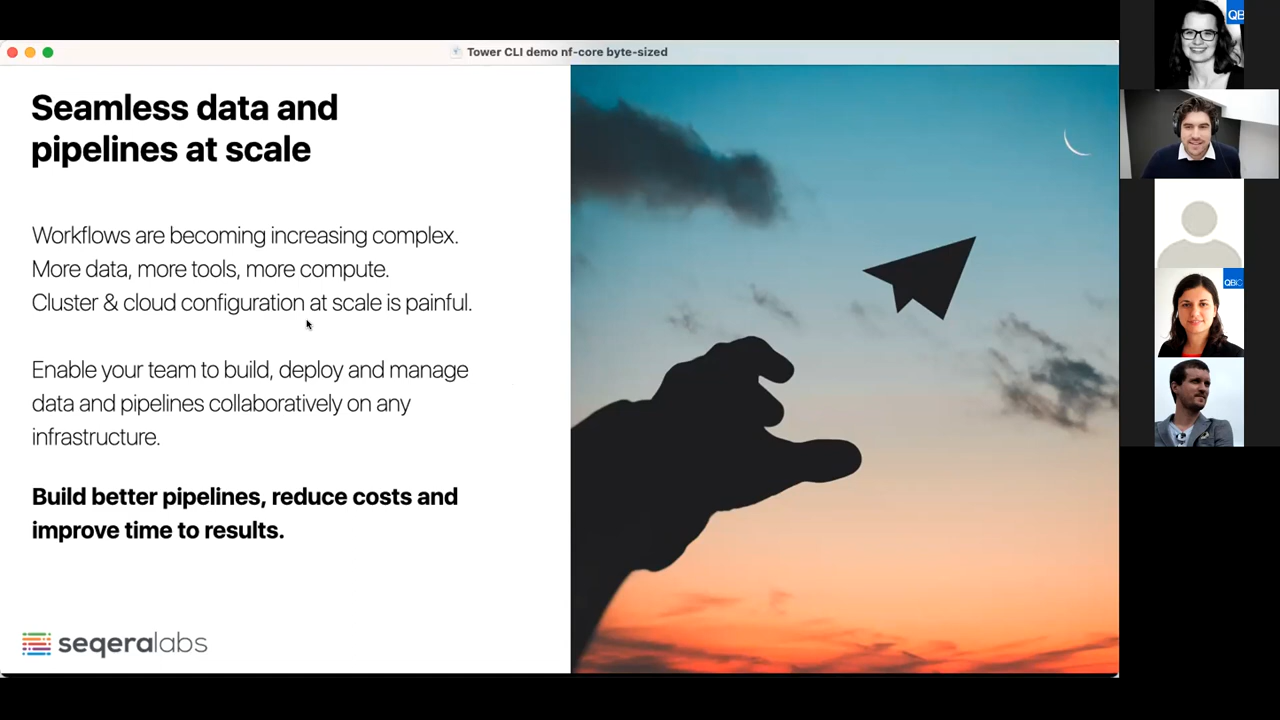 Tower CLI demo nf-core byte-sized
Seamless data and
pipelines at scale
Workflows are becoming increasing complex.
More data, more tools, more compute.
Cluster & cloud configuration at scale is painful.
Enable your team to build, deploy and manage
data and pipelines collaboratively on any
infrastructure.
Build better pipelines, reduce costs and
improve time to results.
seqeralabs